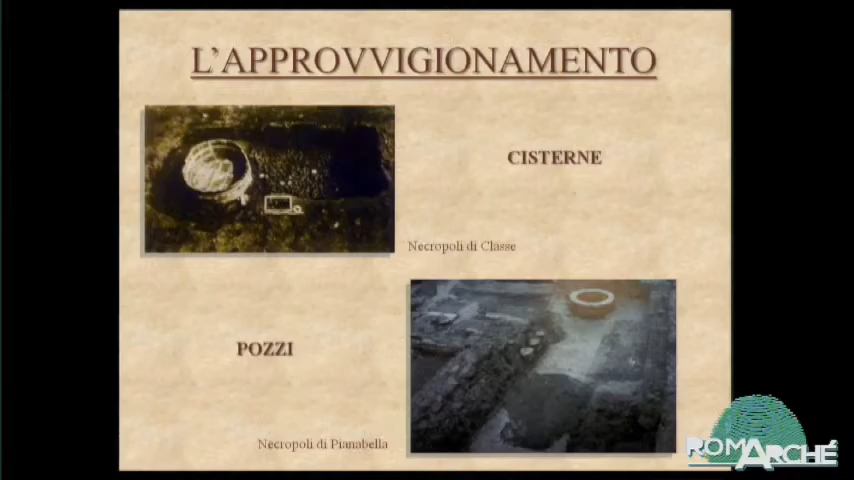 L'APPROVVIGIONAMENTO
CISTERNE
Necropoli di Classe
POZZI
Necropoli di Pianabella
ROMARCHÉ